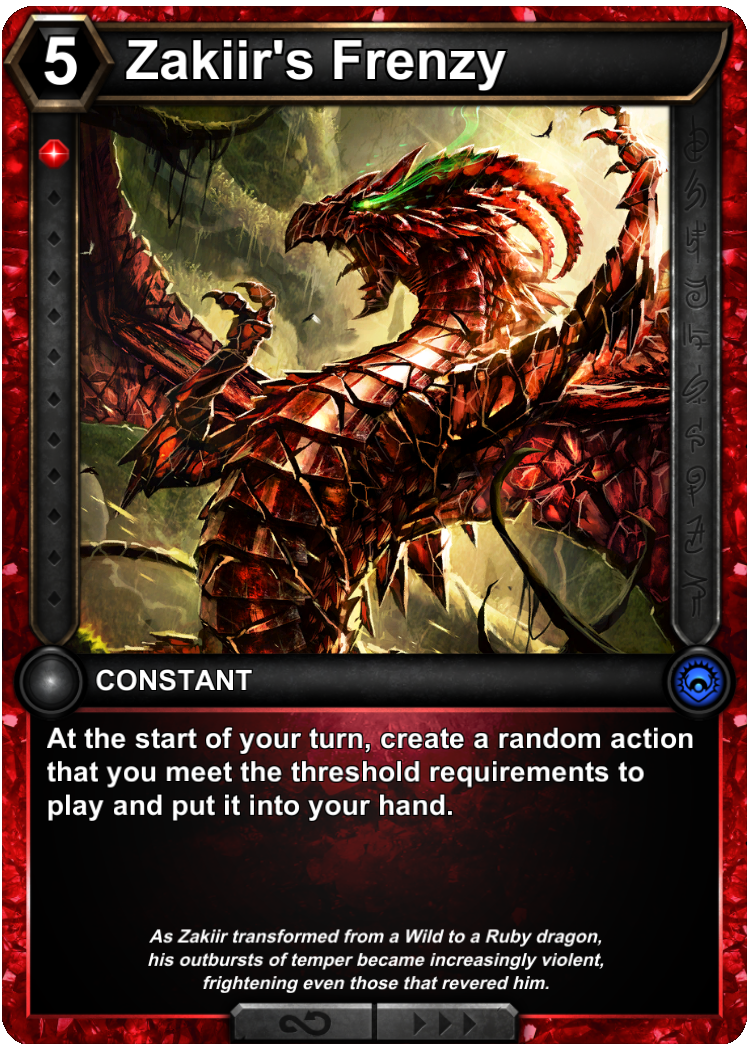 5 Zakiir's Frenzy
CONSTANT
At the start of your turn, create a random action
that you meet the threshold requirements to
play and put it into your hand.
As Zakiir transformed from a Wild to a Ruby dragon,
his outbursts of temper became increasingly violent,
frightening even those that revered him.